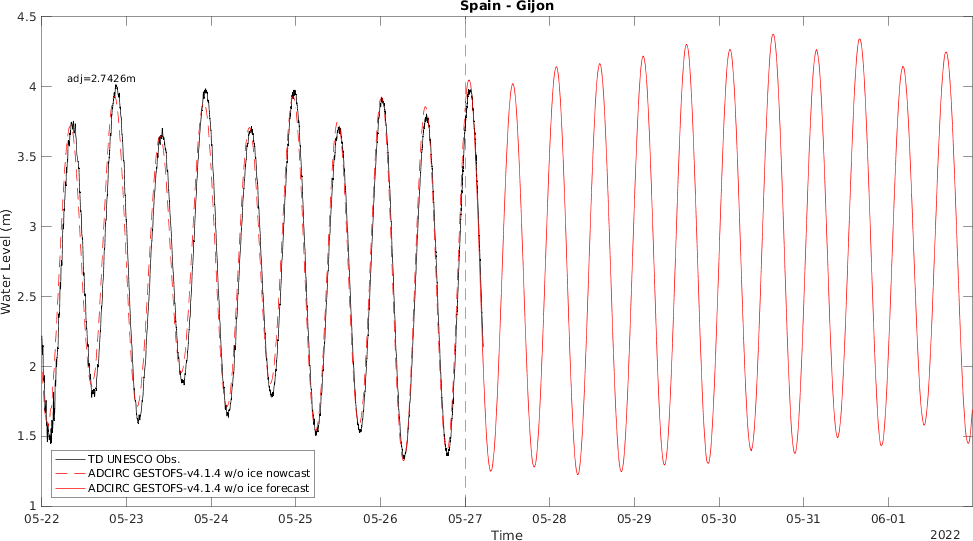 Spain - Gijon
4.5
adj=2.7426m
4
3.5
3
Water Level (m)
2.5
2
1.5
TD UNESCO Obs.
ADCIRC GESTOFS-v4.1.4 w/o ice nowcast
ADCIRC GESTOFS-v4.1.4 w/o ice forecast
1
05-22 05-23 05-24 05-25 05-26 05-27 05-28 05-29 05-30 05-31 06-01
Time
2022